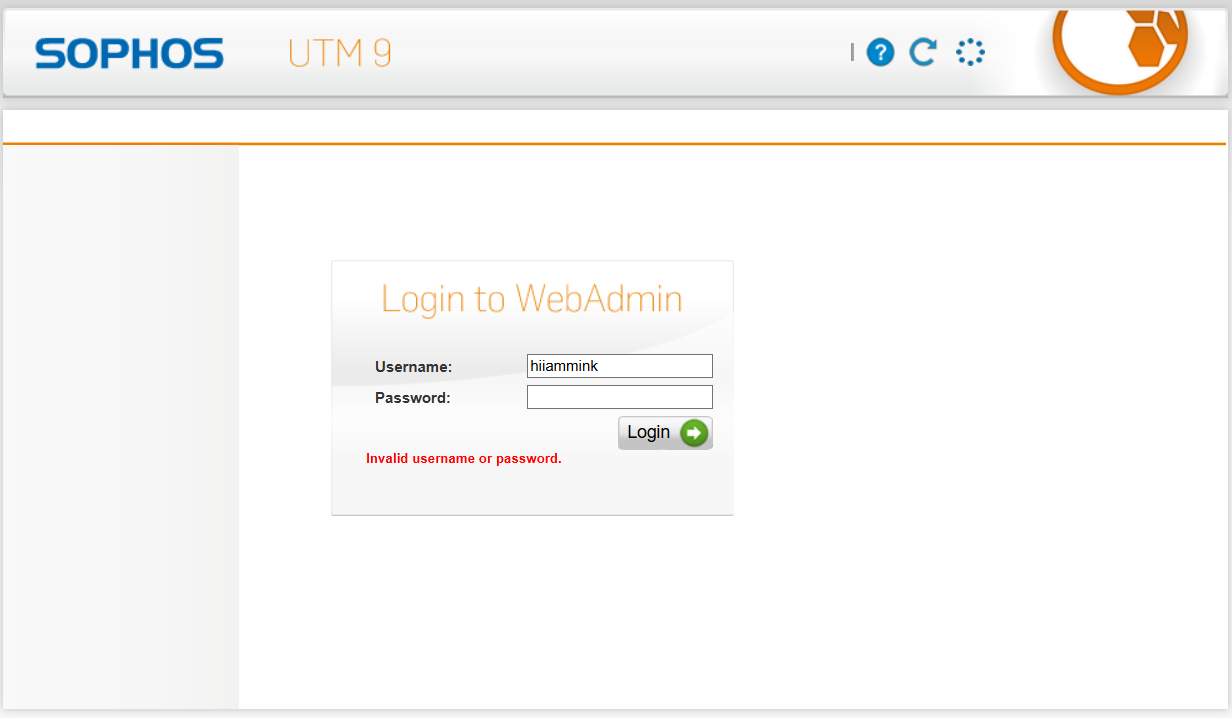 SOPHOS UTM 9
Login to WebAdmin
Username: hiiammink
Password:
Login
Invalid username or password.